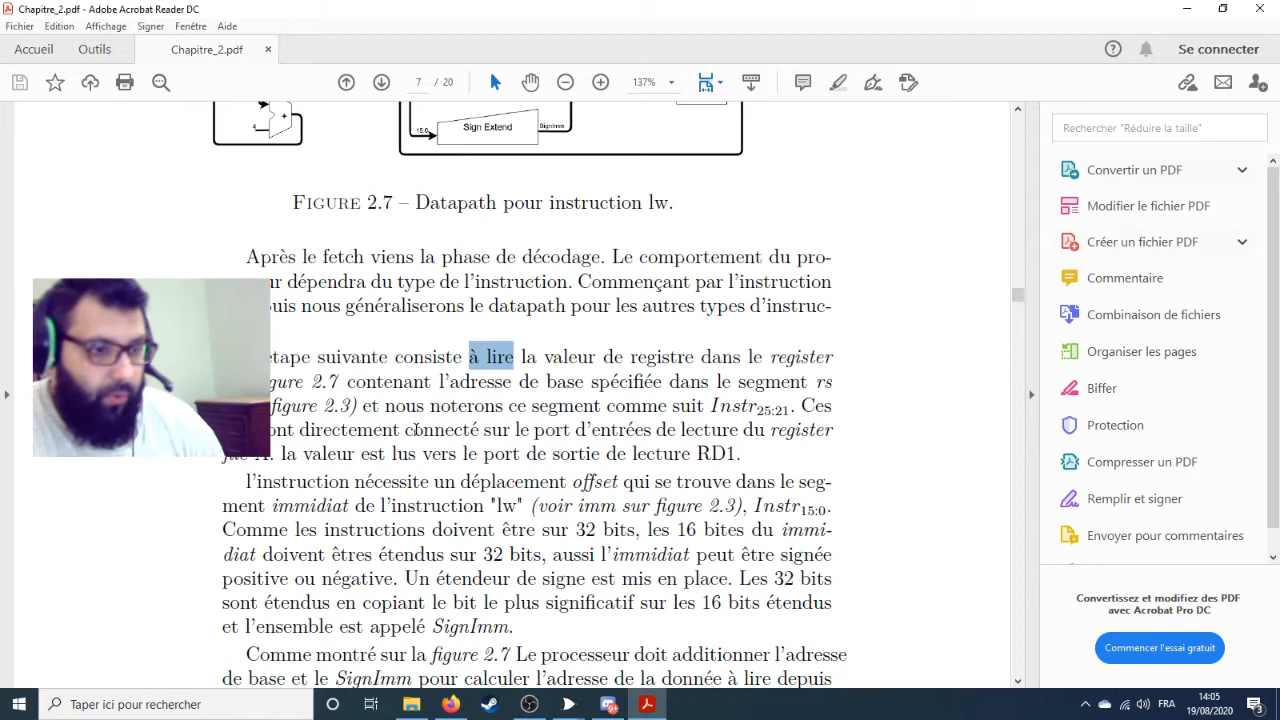 Chapitre_2.pdf - Adobe Acrobat Reader DC
Fichier Edition Affichage Signer Fenêtre Aide
Accueil Outils Chapitre_2.pdf × Se connecter
7 / 20 137%
4 + 15:0 Sign Extend SignImm
FIGURE 2.7 – Datapath pour instruction lw.
Après le fetch viens la phase de décodage. Le comportement du pro-
ur dépendra du type de l'instruction. Commençant par l'instruction
puis nous généraliserons le datapath pour les autres types d'instruc-
étape suivante consiste à lire la valeur de registre dans le register
gure 2.7 contenant l'adresse de base spécifiée dans le segment rs
figure 2.3) et nous noterons ce segment comme suit Instr25:21. Ces
ont directement connecté sur le port d'entrées de lecture du register
la valeur est lus vers le port de sortie de lecture RD1.
l'instruction necessite un déplacement offset qui se trouve dans le seg-
ment immidiat de l'instruction "lw" (voir imm sur figure 2.3), Instr15:0.
Comme les instructions doivent être sur 32 bits, les 16 bites du immi-
diat doivent êtres étendus sur 32 bits, aussi l'immidiat peut être signée
positive ou négative. Un étendeur de signe est mis en place. Les 32 bits
sont étendus en copiant le bit le plus significatif sur les 16 bits étendus
et l'ensemble est appelé SignImm.
Comme montré sur la figure 2.7 Le processeur doit additionner l'adresse
de base et le SignImm pour calculer l'adresse de la donnée à lire depuis
Rechercher "Réduire la taille"
Convertir un PDF
Modifier le fichier PDF
Créer un fichier PDF
Commentaire
Combinaison de fichiers
Organiser les pages
Biffer
Protection
Compresser un PDF
Remplir et signer
Envoyer pour commentaires
Convertissez et modifiez des PDF
avec Acrobat Pro DC
Commencer l'essai gratuit
Taper ici pour rechercher
FRA
14:05
19/08/2020
3